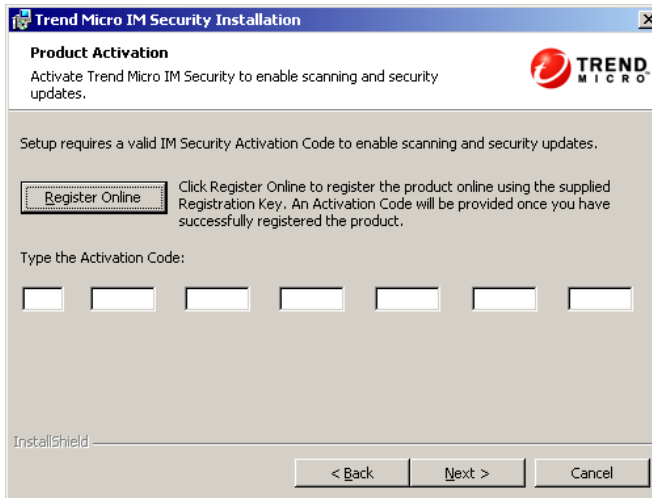 Trend Micro IM Security Installation
Product Activation
Activate Trend Micro IM Security to enable scanning and security
updates.
TREND
MICRO
Setup requires a valid IM Security Activation Code to enable scanning and security updates.
Register Online
Click Register Online to register the product online using the supplied
Registration Key. An Activation Code will be provided once you have
successfully registered the product.
Type the Activation Code:
InstallShield
< Back
Next >
Cancel